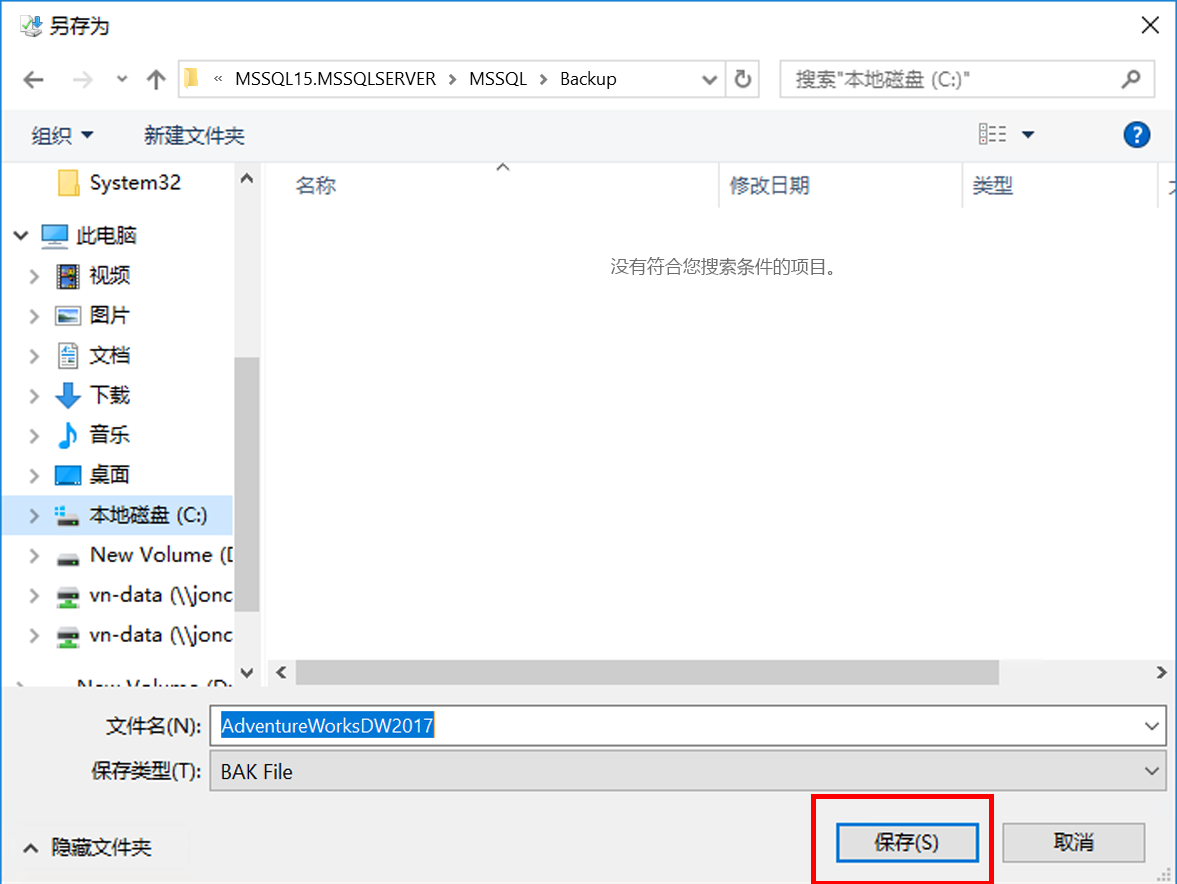 另存为
« MSSQL15.MSSQLSERVER > MSSQL > Backup
搜索"本地磁盘 (C:)"
组织
新建文件夹
System32
此电脑
视频
图片
文档
下载
音乐
桌面
本地磁盘 (C:)
New Volume (D
vn-data (\\jonc
vn-data (\\jonc
New Volume (D:
名称
修改日期
类型
没有符合您搜索条件的项目。
文件名(N):
AdventureWorksDW2017
保存类型(T):
BAK File
隐藏文件夹
保存(S)
取消